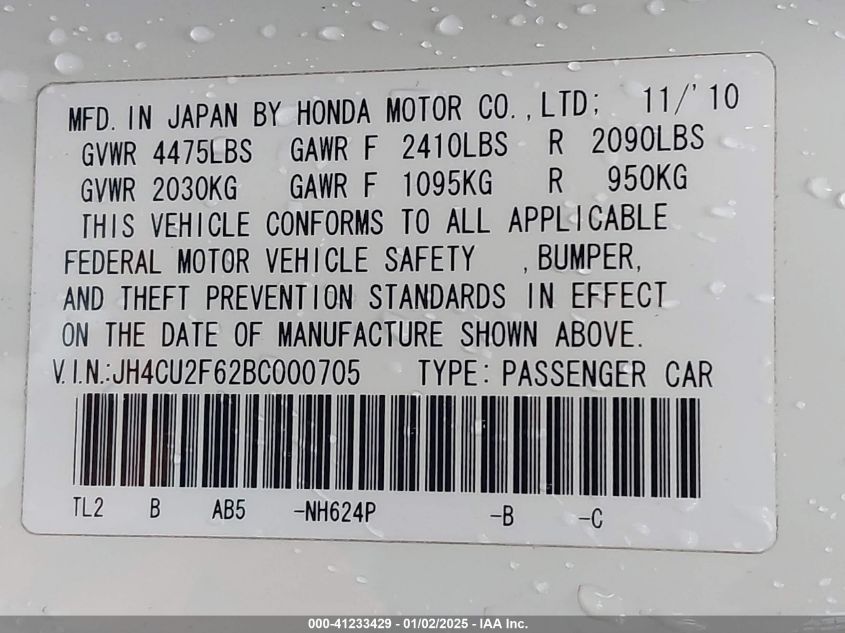 MFD. IN JAPAN BY HONDA MOTOR CO.,LTD; 11/'10
GVWR 4475LBS GAWR F 2410LBS R 2090LBS
GVWR 2030KG GAWR F 1095KG R 950KG
THIS VEHICLE CONFORMS TO ALL APPLICABLE
FEDERAL MOTOR VEHICLE SAFETY ,BUMPER,
AND THEFT PREVENTION STANDARDS IN EFFECT
ON THE DATE OF MANUFACTURE SHOWN ABOVE.
V.I.N.:JH4CU2F62BC000705 TYPE:PASSENGER CAR
TL2 B AB5 -NH624P -B -C
000-41233429 - 01/02/2025 - IAA Inc.